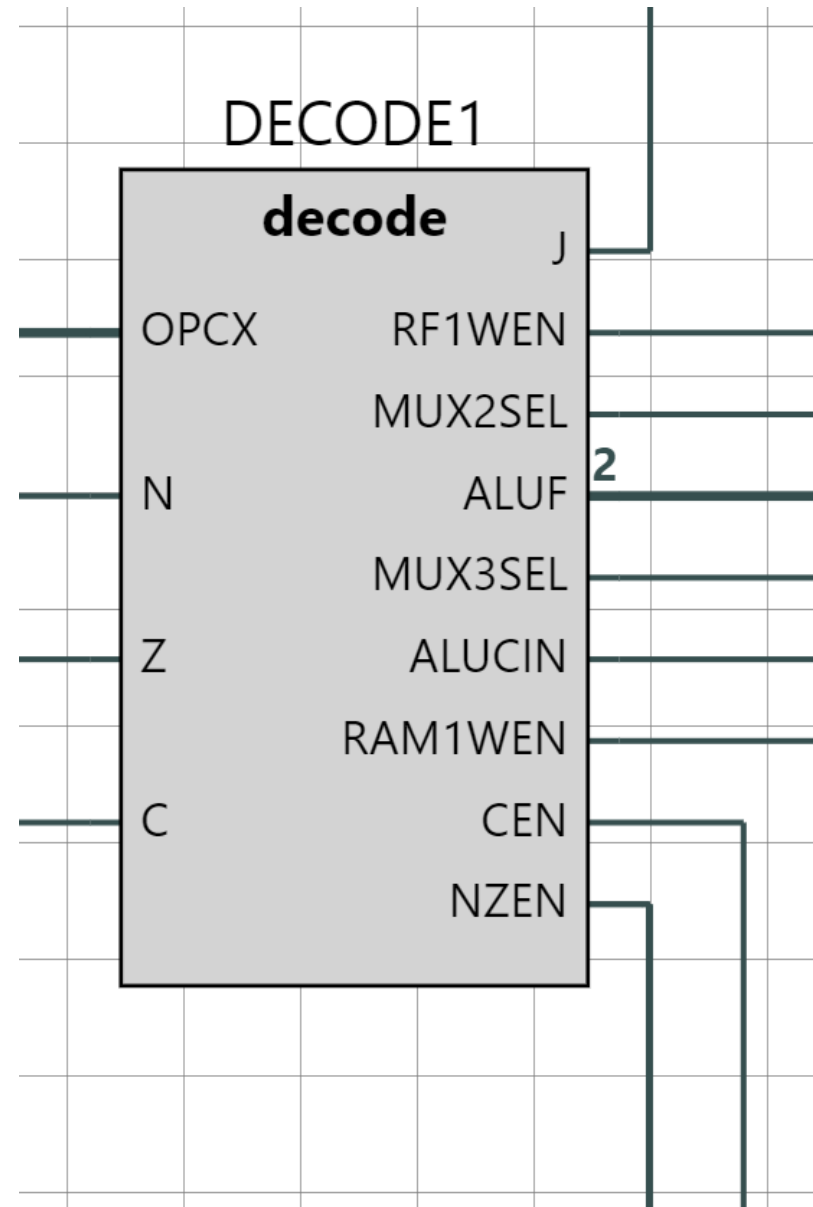 DECODE1
decode
J
OPCX RF1WEN
MUX2SEL
2
N ALUF
MUX3SEL
Z ALUCIN
RAM1WEN
C CEN
NZEN